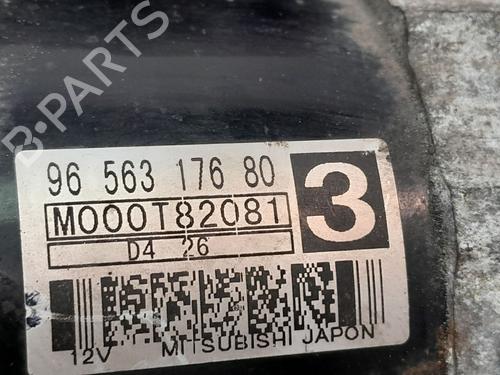 B-PARTS
96 563 176 80
3
M000T82081
D4 26
12V MITSUBISHI JAPON